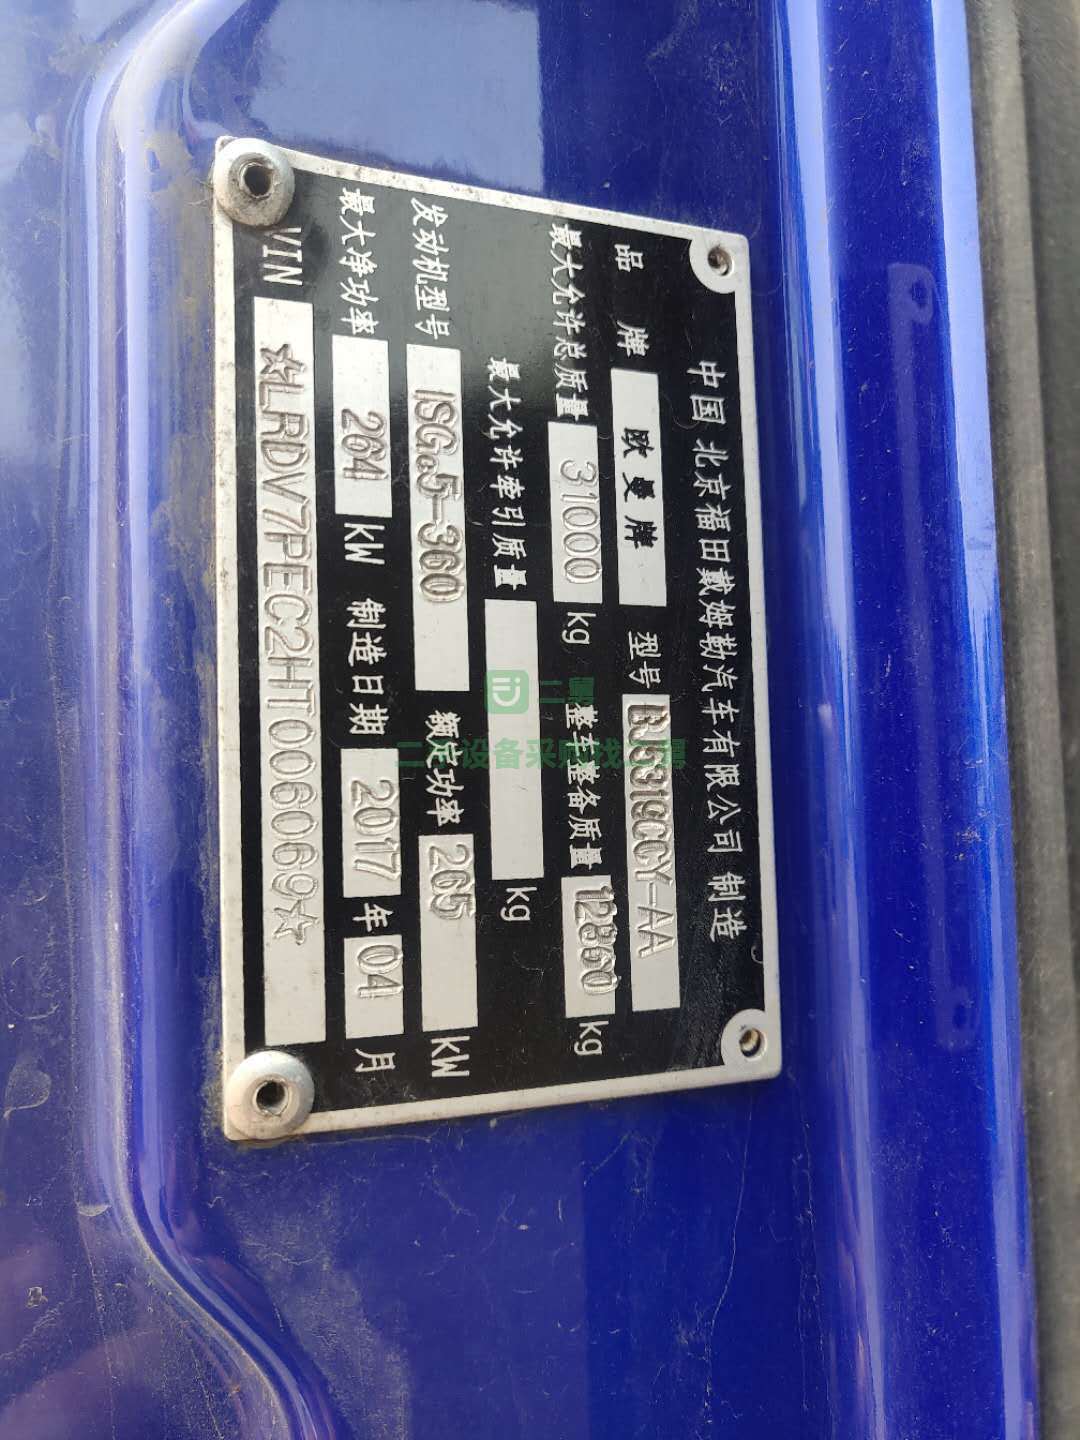 中国 北京福田戴姆勒汽车有限公司 制造
品 牌 欧曼牌 型号 BJ5319CCY-AA
最大允许总质量 31000 kg 整车整备质量 kg
最大允许牵引质量 kg
发动机型号 ISGe5-360 额定功率 265 KW
最大净功率 264 KW 制造日期 2017 年 04 月
VIN ☆LRDV7PEC2HT006069☆
二手设备采购找二易